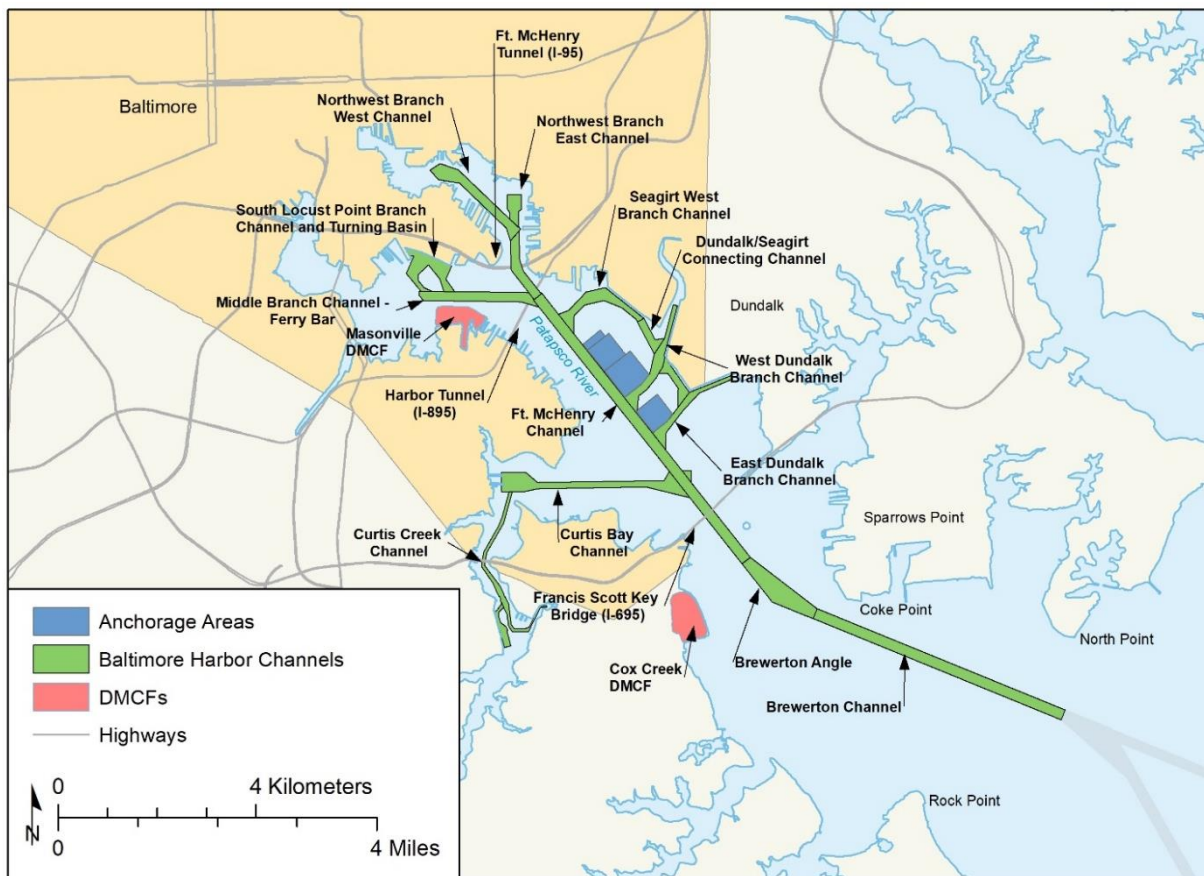 Ft. McHenry
Tunnel (I-95)
Baltimore
Northwest Branch
West Channel
Northwest Branch
East Channel
South Locust Point Branch
Channel and Turning Basin
Seagirt West
Branch Channel
Dundalk/Seagirt
Connecting Channel
Dundalk
Middle Branch Channel -
Ferry Bar
Masonville
DMCF
Patapsco River
West Dundalk
Branch Channel
Harbor Tunnel
(I-895)
Ft. McHenry
Channel
East Dundalk
Branch Channel
Sparrows Point
Curtis Creek
Channel
Curtis Bay
Channel
Francis Scott Key
Bridge (I-695)
Coke Point
North Point
Cox Creek
DMCF
Brewerton Angle
Brewerton Channel
Rock Point
Anchorage Areas
Baltimore Harbor Channels
DMCFs
Highways
0 4 Kilometers
N
0 4 Miles